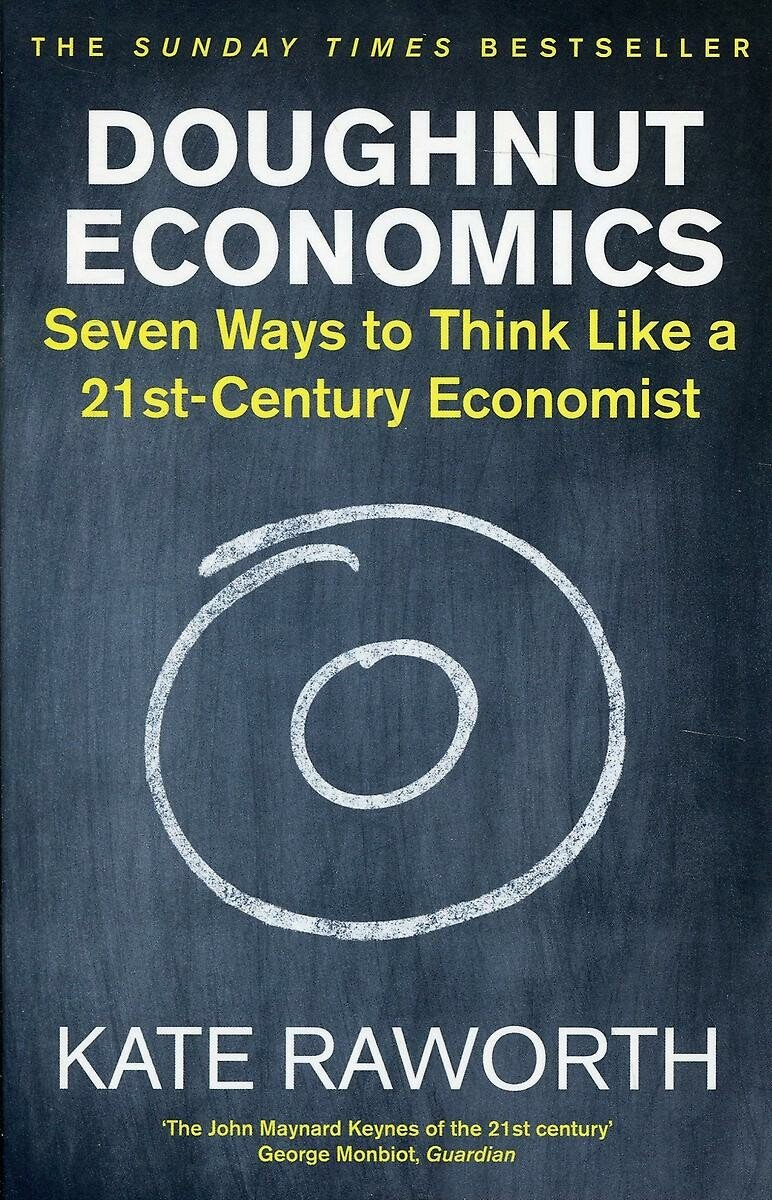 THE SUNDAY TIMES BESTSELLER
DOUGHNUT
ECONOMICS
Seven Ways to Think Like a
21st-Century Economist
KATE RAWORTH
‘The John Maynard Keynes of the 21st century’
George Monbiot, Guardian